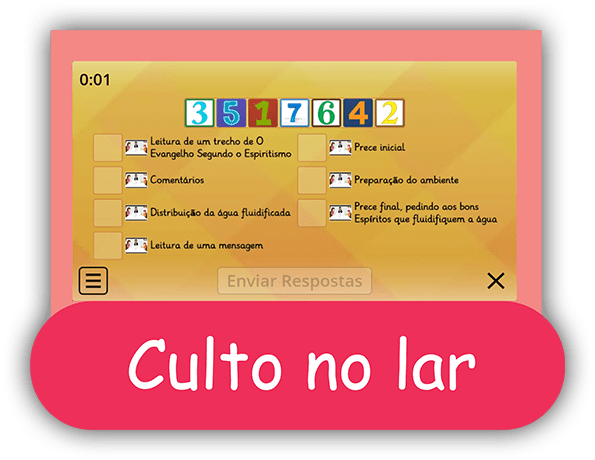 0:01
3 5 1 7 6 4 2
Leitura de um trecho de O
Evangelho Segundo o Espiritismo
Comentários
Distribuição da água fluidificada
Leitura de uma mensagem
Prece inicial
Preparação do ambiente
Prece final, pedindo aos bons
Espíritos que fluidifiquem a água
Enviar Respostas
Culto no lar